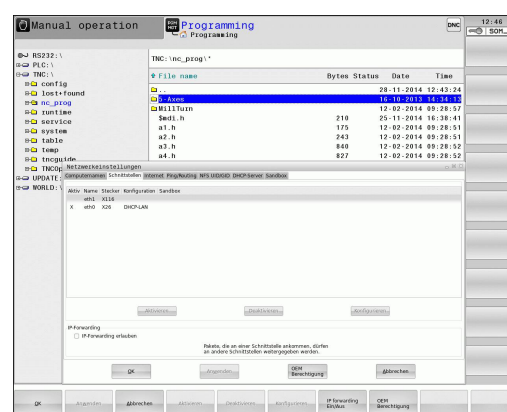 Manual operation
PGM MGT
Programming
Programming
DNC
12:46
RS232:\
PLC:\
TNC:\
config
lost+found
nc_prog
runtime
service
system
table
temp
tncguide
UPDATE:
WORLD:\
TNC:\nc_prog\*
File name Bytes Status Date Time
.. 28-11-2014 12:43:24
5-Axes 16-10-2013 14:34:13
MillTurn 12-02-2014 09:28:57
$mdi.h 210 25-11-2014 16:38:41
a1.h 175 12-02-2014 09:28:51
a2.h 243 12-02-2014 09:28:51
a3.h 840 12-02-2014 09:28:52
a4.h 827 12-02-2014 09:28:52
Netzwerkeinstellungen
Computernamen Schnittstellen Internet Ping/Routing NFS UID/GID DHCP-Server Sandbox
Aktiv Name Stecker Konfiguration Sandbox
eth1 X116
X eth0 X26 DHCP-LAN
Aktivieren Deaktivieren Konfigurieren
IP-Forwarding
IP-Forwarding erlauben
Pakete, die an einer Schnittstelle ankommen, dürfen
an andere Schnittstellen weitergegeben werden.
OK Anwenden OEM Berechtigung Abbrechen
OK Anwenden Abbrechen Aktivieren Deaktivieren Konfigurieren IP forwarding Ein/Aus OEM Berechtigung